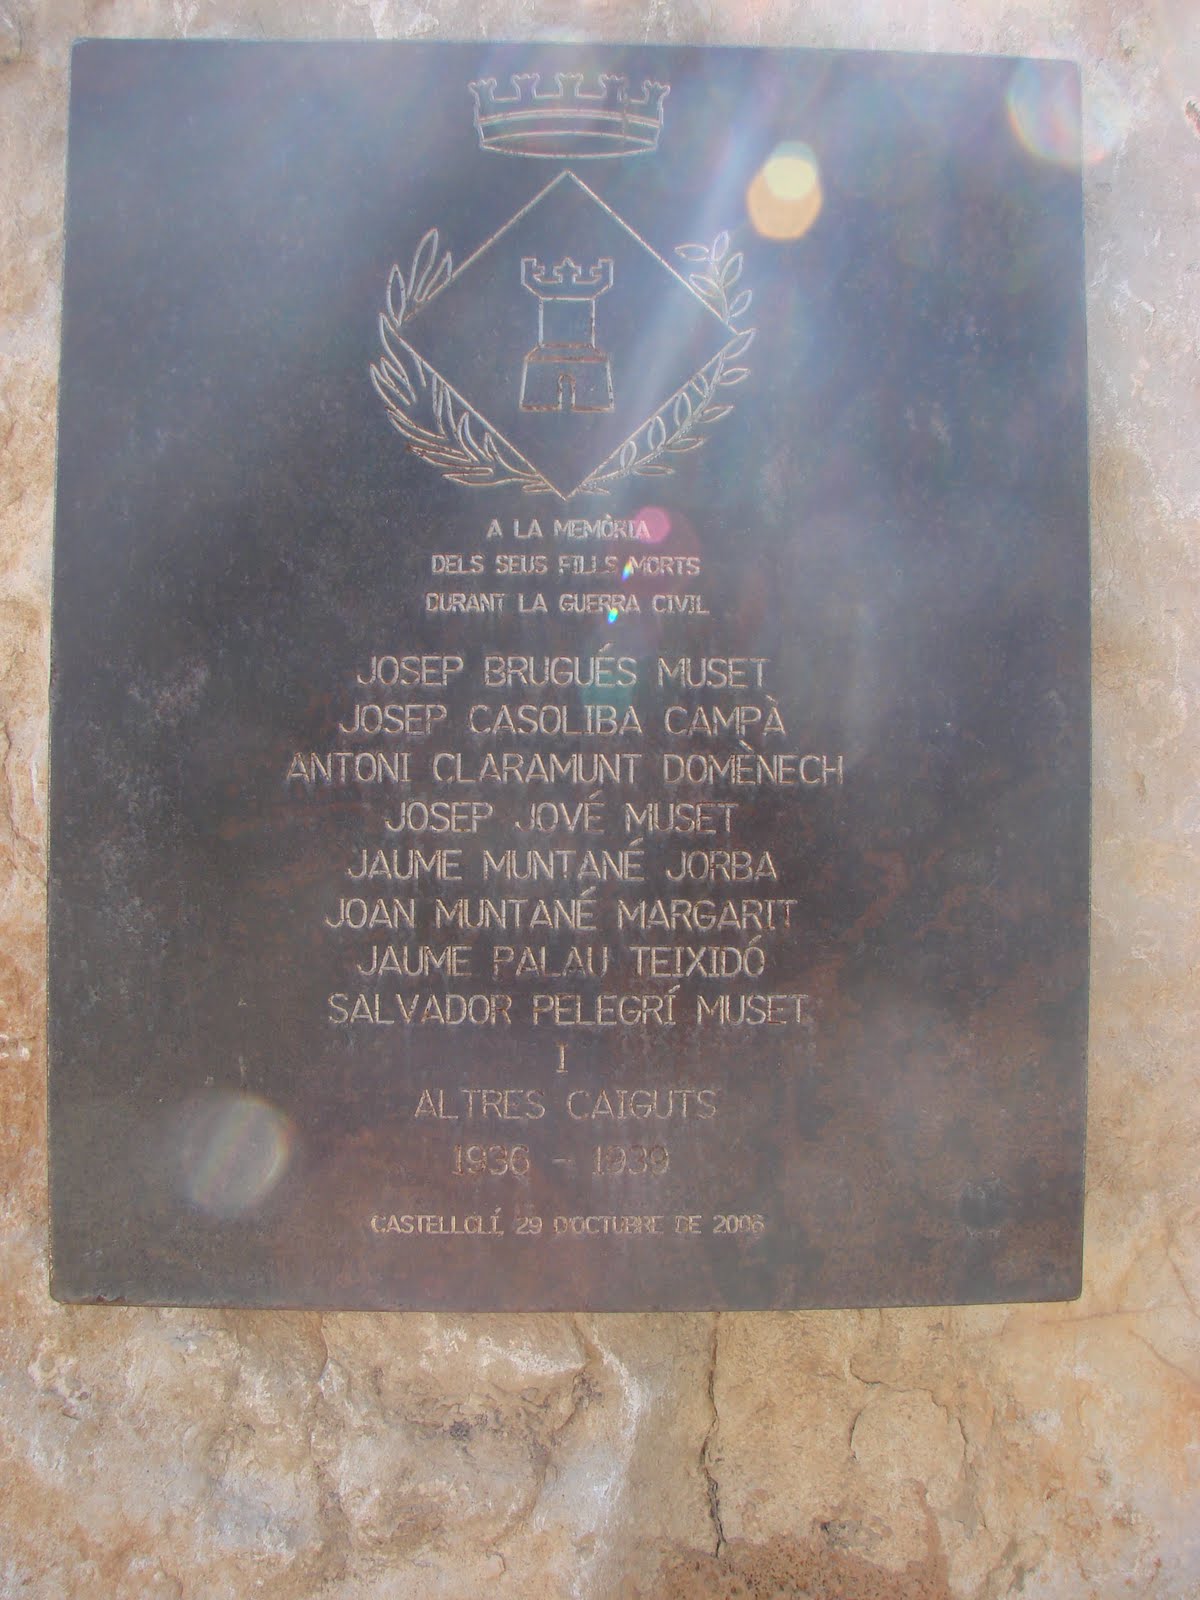 A LA MEMÒRIA
DELS SEUS FILLS MORTS
DURANT LA GUERRA CIVIL
JOSEP BRUGUÉS MUSET
JOSEP CASOLIBA CAMPÀ
ANTONI CLARAMUNT DOMÈNECH
JOSEP JOVÉ MUSET
JAUME MUNTANÉ JORBA
JOAN MUNTANÉ MARGARIT
JAUME PALAU TEIXIDÓ
SALVADOR PELEGRÍ MUSET
I
ALTRES CAIGUTS
1936 - 1939
CASTELLOLÍ, 29 D'OCTUBRE DE 2006